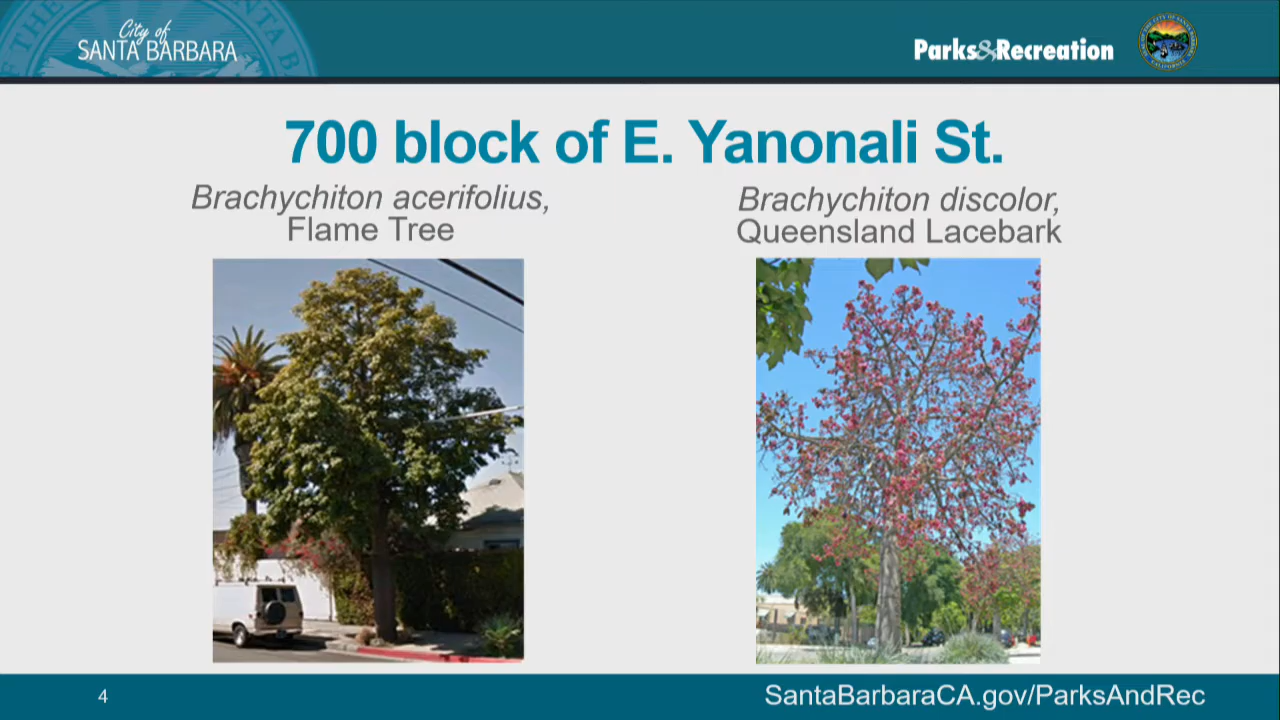 City of
SANTA BARBARA
Parks&Recreation
700 block of E. Yanonali St.
Brachychiton acerifolius,
Flame Tree
Brachychiton discolor,
Queensland Lacebark
4
SantaBarbaraCA.gov/ParksAndRec